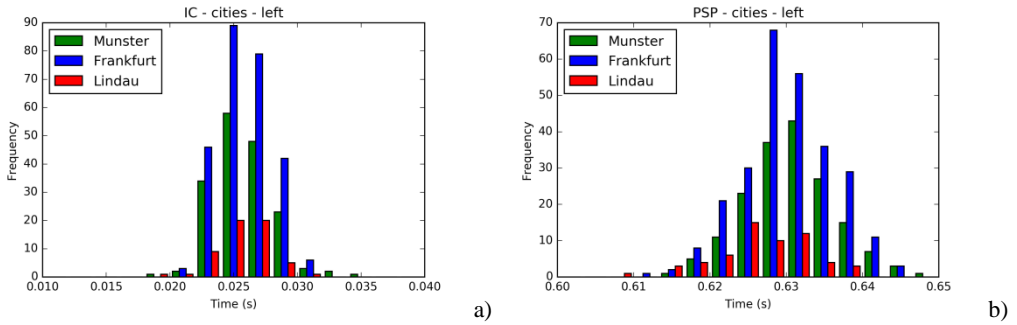 IC - cities - left
90
80
70
60
50
40
30
20
10
0
Frequency
Munster
Frankfurt
Lindau
0.010 0.015 0.020 0.025 0.030 0.035 0.040
Time (s)
a)
PSP - cities - left
70
60
50
40
30
20
10
0
Frequency
Munster
Frankfurt
Lindau
0.60 0.61 0.62 0.63 0.64 0.65
Time (s)
b)